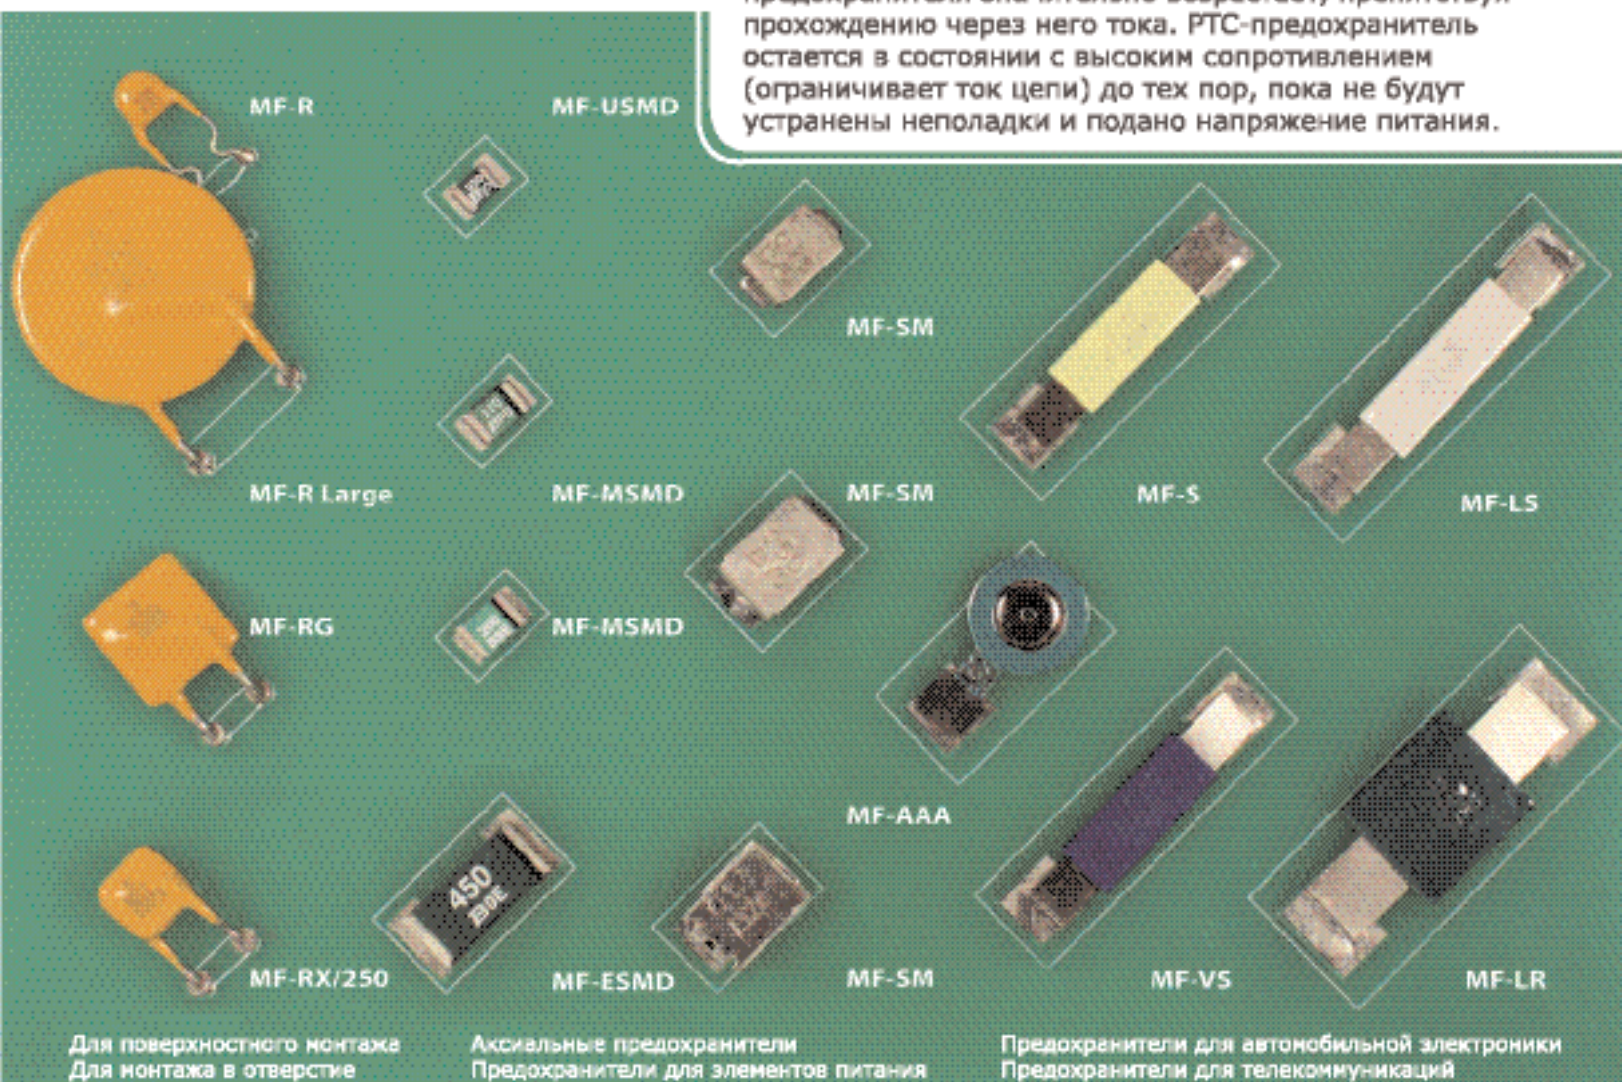 прохождению через него тока. PTC-предохранитель
остается в состоянии с высоким сопротивлением
(ограничивает ток цепи) до тех пор, пока не будут
устранены неполадки и подано напряжение питания.
MF-R
MF-USMD
MF-SM
MF-R Large
MF-MSMD
MF-SM
MF-S
MF-LS
MF-RG
MF-MSMD
MF-AAA
450
MF-RX/250
MF-ESMD
MF-SM
MF-VS
MF-LR
Для поверхностного монтажа
Аксиальные предохранители
Предохранители для автомобильной электроники
Для монтажа в отверстие
Предохранители для элементов питания
Предохранители для телекоммуникаций